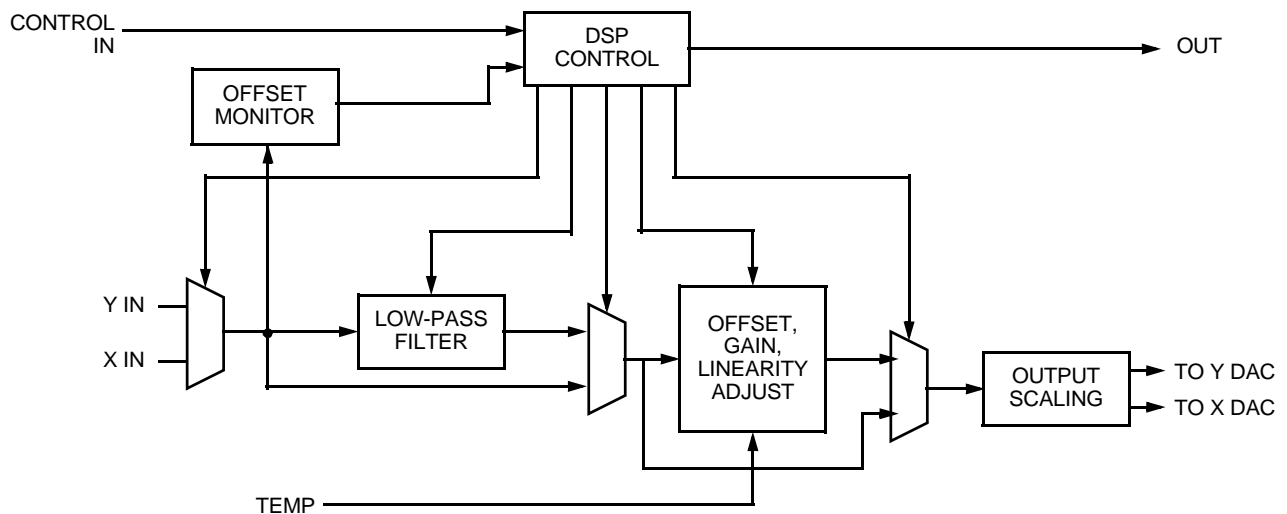 CONTROL
IN
DSP
CONTROL
OUT
OFFSET
MONITOR
Y IN
X IN
LOW-PASS
FILTER
OFFSET,
GAIN,
LINEARITY
ADJUST
OUTPUT
SCALING
TO Y DAC
TO X DAC
TEMP